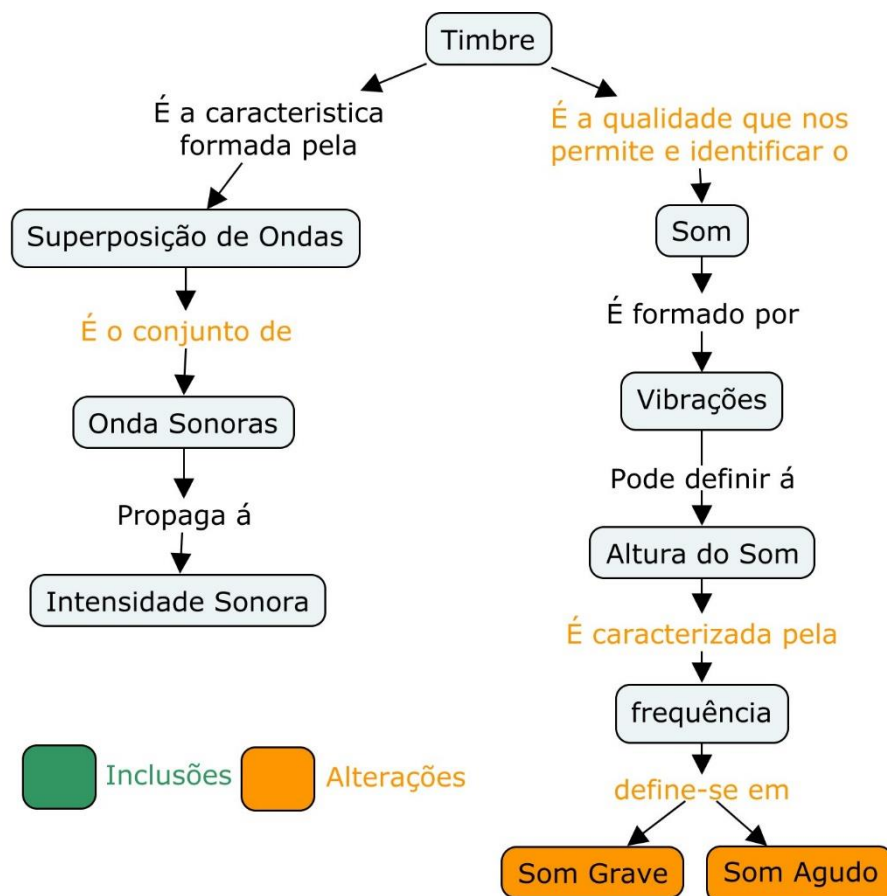 Timbre
É a caracteristica
formada pela
Superposição de Ondas
É o conjunto de
Onda Sonoras
Propaga á
Intensidade Sonora
É a qualidade que nos
permite e identificar o
Som
É formado por
Vibrações
Pode definir á
Altura do Som
É caracterizada pela
frequência
define-se em
Som Grave
Som Agudo
Inclusões
Alterações